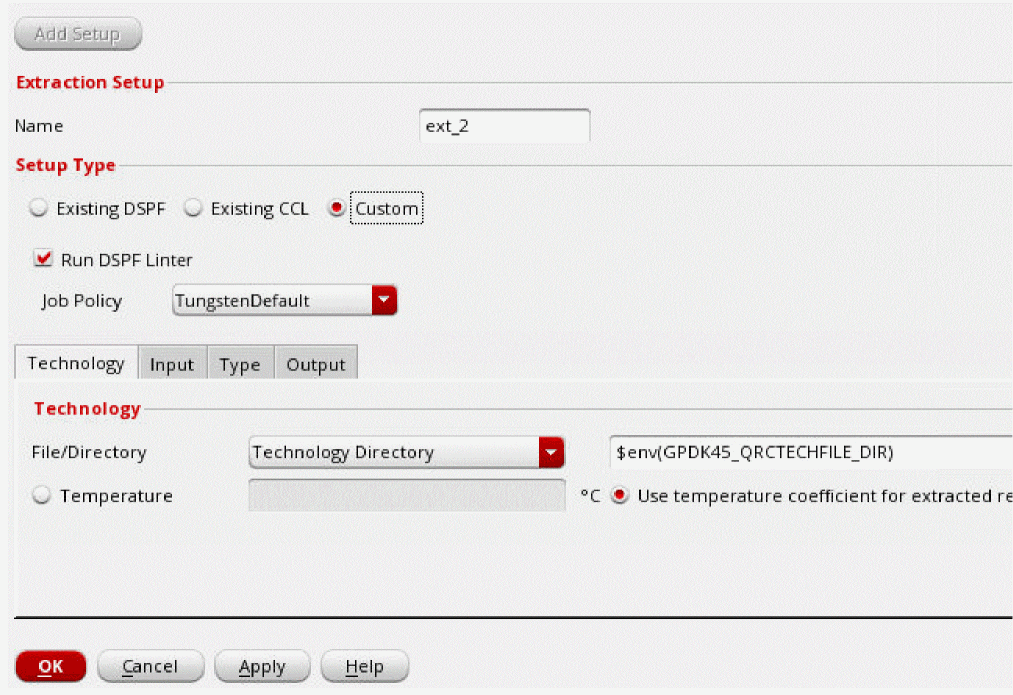 Add Setup
Extraction Setup
Name ext_2
Setup Type
Existing DSPF Existing CCL Custom
Run DSPF Linter
Job Policy TungstenDefault
Technology Input Type Output
Technology
File/Directory Technology Directory $env(GPDK45_QRCTECHFILE_DIR)
Temperature °C Use temperature coefficient for extracted re
OK Cancel Apply Help